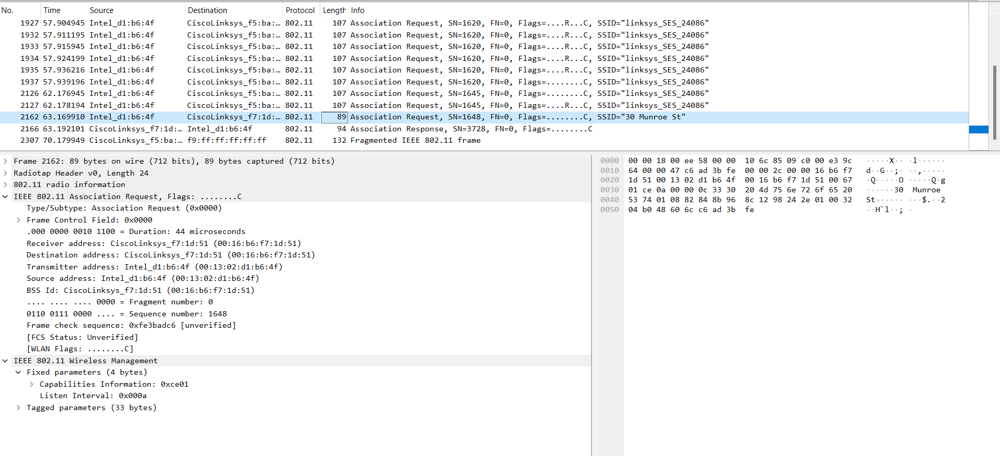 No. Time Source Destination Protocol Length Info
1927 57.904945 Intel_d1:b6:4f CiscoLinksys_f5:ba:… 802.11 107 Association Request, SN=1620, FN=0, Flags=....R...C, SSID="linksys_SES_24086"
1932 57.911195 Intel_d1:b6:4f CiscoLinksys_f5:ba:… 802.11 107 Association Request, SN=1620, FN=0, Flags=....R...C, SSID="linksys_SES_24086"
1933 57.915945 Intel_d1:b6:4f CiscoLinksys_f5:ba:… 802.11 107 Association Request, SN=1620, FN=0, Flags=....R...C, SSID="linksys_SES_24086"
1934 57.924199 Intel_d1:b6:4f CiscoLinksys_f5:ba:… 802.11 107 Association Request, SN=1620, FN=0, Flags=....R...C, SSID="linksys_SES_24086"
1935 57.936216 Intel_d1:b6:4f CiscoLinksys_f5:ba:… 802.11 107 Association Request, SN=1620, FN=0, Flags=....R...C, SSID="linksys_SES_24086"
1937 57.939196 Intel_d1:b6:4f CiscoLinksys_f5:ba:… 802.11 107 Association Request, SN=1620, FN=0, Flags=........C, SSID="linksys_SES_24086"
2126 62.176945 Intel_d1:b6:4f CiscoLinksys_f5:ba:… 802.11 107 Association Request, SN=1645, FN=0, Flags=........C, SSID="linksys_SES_24086"
2127 62.178194 Intel_d1:b6:4f CiscoLinksys_f5:ba:… 802.11 107 Association Request, SN=1645, FN=0, Flags=........C, SSID="linksys_SES_24086"
2162 63.169910 Intel_d1:b6:4f CiscoLinksys_f7:1d:… 802.11 89 Association Request, SN=1648, FN=0, Flags=........C, SSID="30 Munroe St"
2166 63.192101 CiscoLinksys_f7:1d:… Intel_d1:b6:4f 802.11 94 Association Response, SN=3728, FN=0, Flags=........C
2307 70.179949 CiscoLinksys_f5:ba:… f9:ff:ff:ff:ff:ff 802.11 132 Fragmented IEEE 802.11 frame
Frame 2162: 89 bytes on wire (712 bits), 89 bytes captured (712 bits)
Radiotap Header v0, Length 24
802.11 radio information
IEEE 802.11 Association Request, Flags: ........C
Type/Subtype: Association Request (0x0000)
Frame Control Field: 0x0000
.000 0000 0010 1100 = Duration: 44 microseconds
Receiver address: CiscoLinksys_f7:1d:51 (00:16:b6:f7:1d:51)
Destination address: CiscoLinksys_f7:1d:51 (00:16:b6:f7:1d:51)
Transmitter address: Intel_d1:b6:4f (00:13:02:d1:b6:4f)
Source address: Intel_d1:b6:4f (00:13:02:d1:b6:4f)
BSS Id: CiscoLinksys_f7:1d:51 (00:16:b6:f7:1d:51)
.... .... .... 0000 = Fragment number: 0
0110 0111 0000 .... = Sequence number: 1648
Frame check sequence: 0xfe3badc6 [unverified]
[FCS Status: Unverified]
[WLAN Flags: ........C]
IEEE 802.11 Wireless Management
Fixed parameters (4 bytes)
Capabilities Information: 0xce01
Listen Interval: 0x000a
Tagged parameters (33 bytes)
0000 00 00 18 00 ee 58 00 00 10 6c 85 09 c0 00 e3 9c ·····X·· ·l······
0010 64 00 00 47 c6 ad 3b fe 00 00 2c 00 00 16 b6 f7 d··G··;· ··,·····
0020 1d 51 00 13 02 d1 b6 4f 00 16 b6 f7 1d 51 00 67 ·Q·····O ·····Q·g
0030 01 ce 0a 00 00 0c 33 30 20 4d 75 6e 72 6f 65 20 ······30 Munroe
0040 53 74 01 08 82 84 8b 96 8c 12 98 24 2e 01 00 32 St······ ···$.··2
0050 04 b0 48 60 6c c6 ad 3b fe ··H`l··; ·